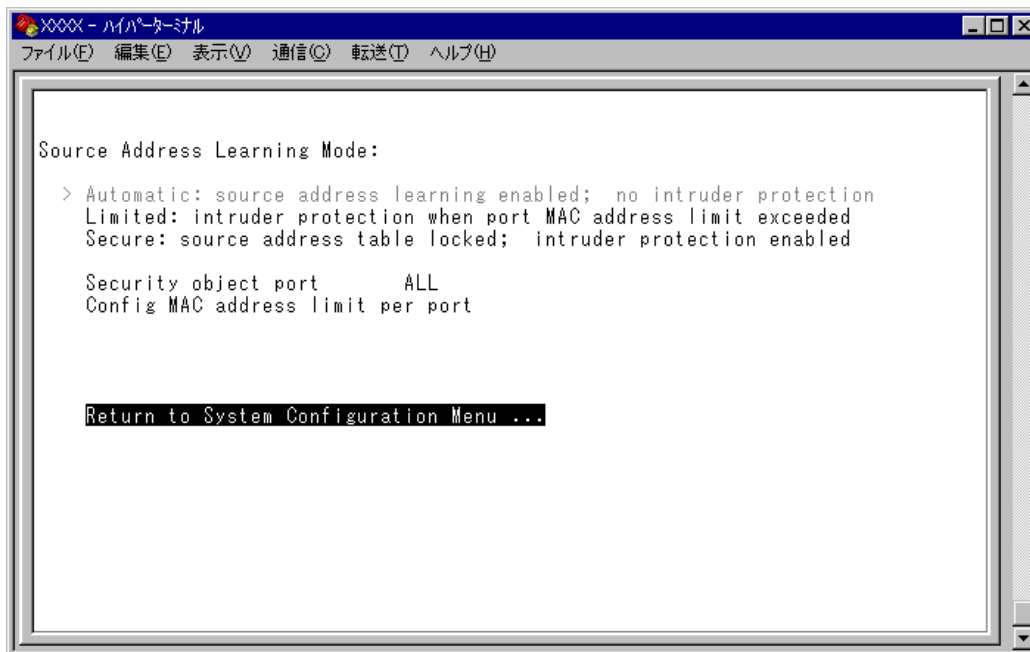 XXXX - ハイパーターミナル
ファイル(F) 編集(E) 表示(V) 通信(C) 転送(T) ヘルプ(H)
Source Address Learning Mode:
> Automatic: source address learning enabled; no intruder protection
Limited: intruder protection when port MAC address limit exceeded
Secure: source address table locked; intruder protection enabled
Security object port ALL
Config MAC address limit per port
Return to System Configuration Menu ...